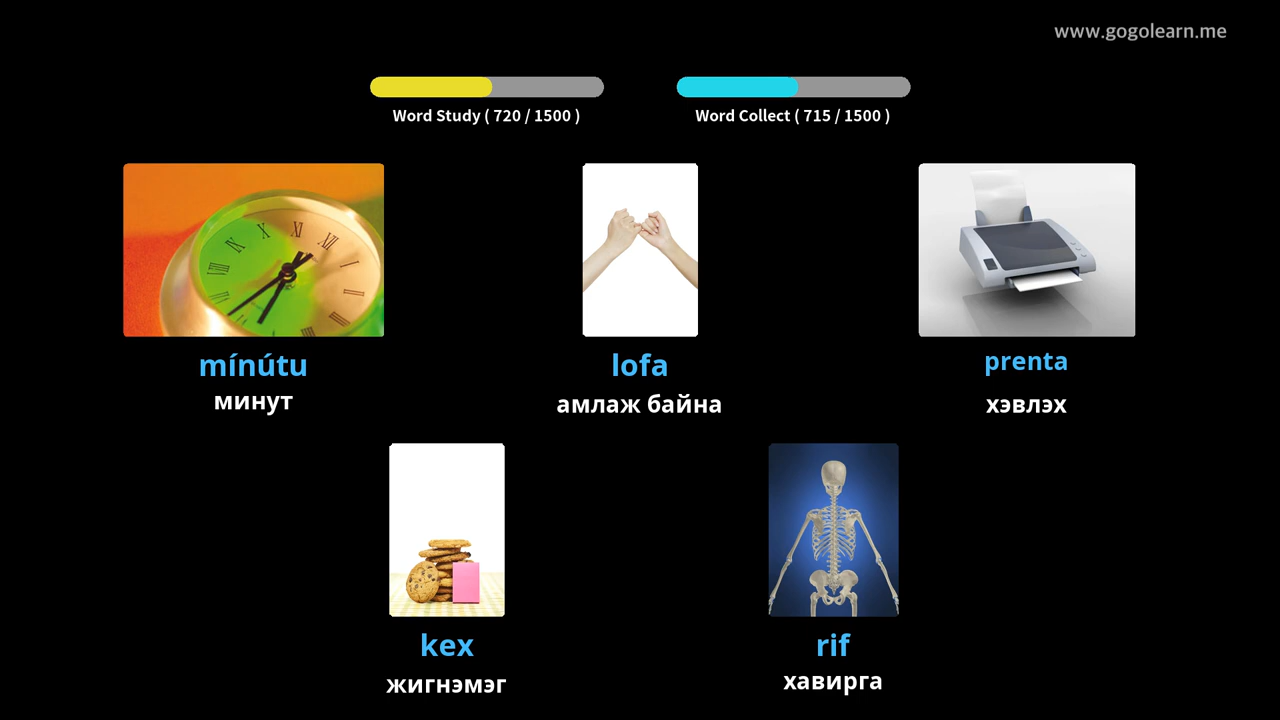 www.gogolearn.me
Word Study ( 720 / 1500 )
Word Collect ( 715 / 1500 )
mínútu
минут
lofa
амлаж байна
prenta
хэвлэх
kex
жигнэмэг
rif
хавирга